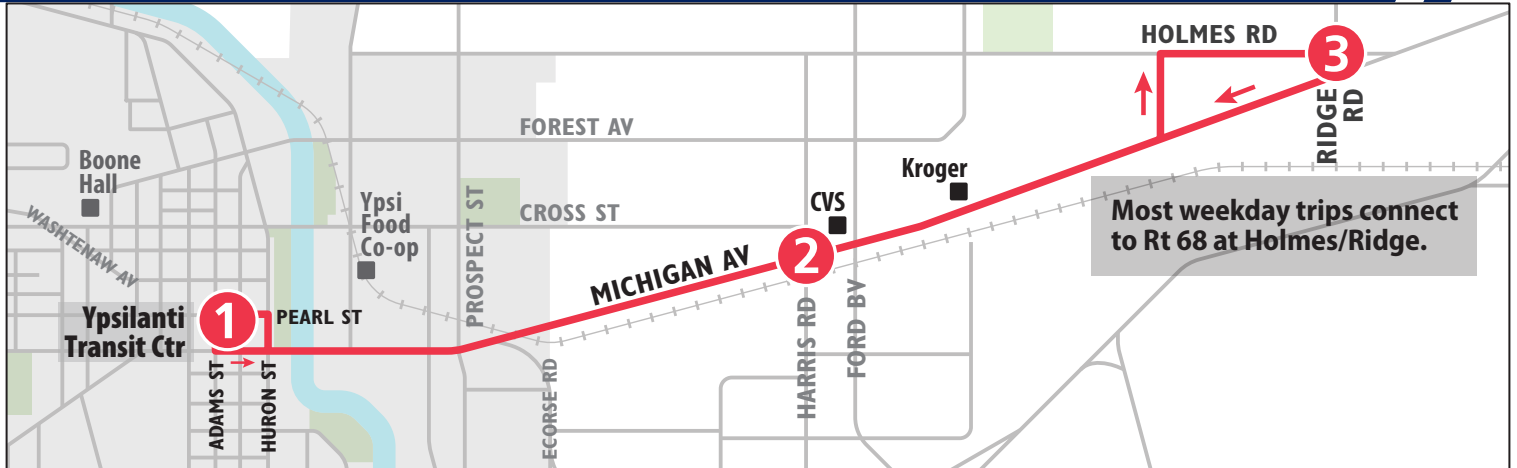 HOLMES RD
3
RIDGE
RD
FOREST AV
Boone
Hall
Kroger
Ypsi
Food
Co-op
PROSPECT ST
CROSS ST
CVS
WASHTENAW AV
Most weekday trips connect
to Rt 68 at Holmes/Ridge.
2
MICHIGAN AV
Ypsilanti
Transit Ctr
1
PEARL ST
HARRIS RD
FORD BV
ADAMS ST
HURON ST
ECORSE RD